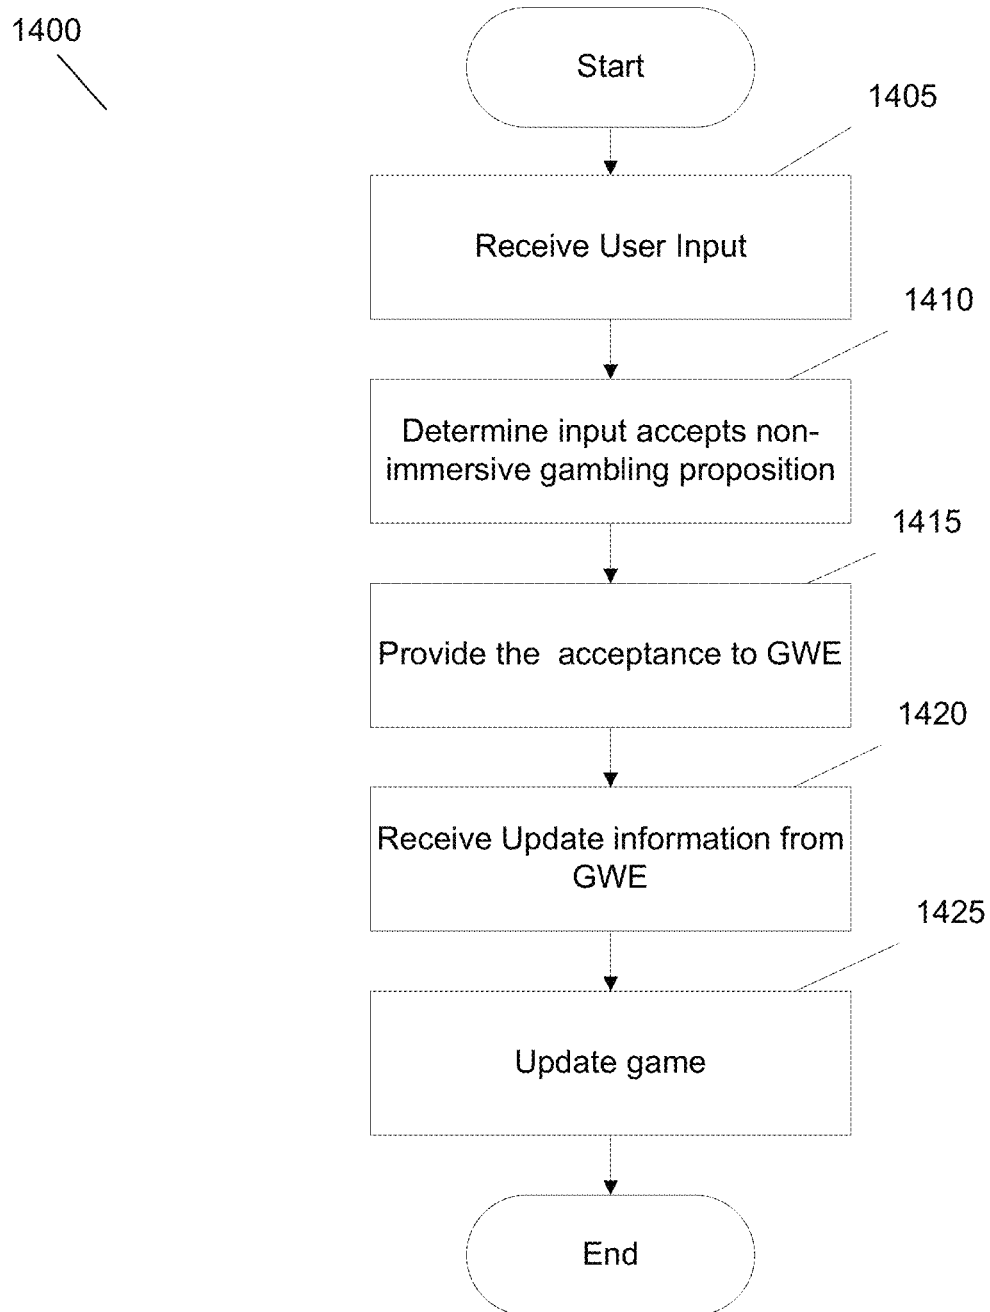 1400
Start
1405
Receive User Input
1410
Determine input accepts non-
immersive gambling proposition
1415
Provide the  acceptance to GWE
1420
Receive Update information from
GWE
1425
Update game
End